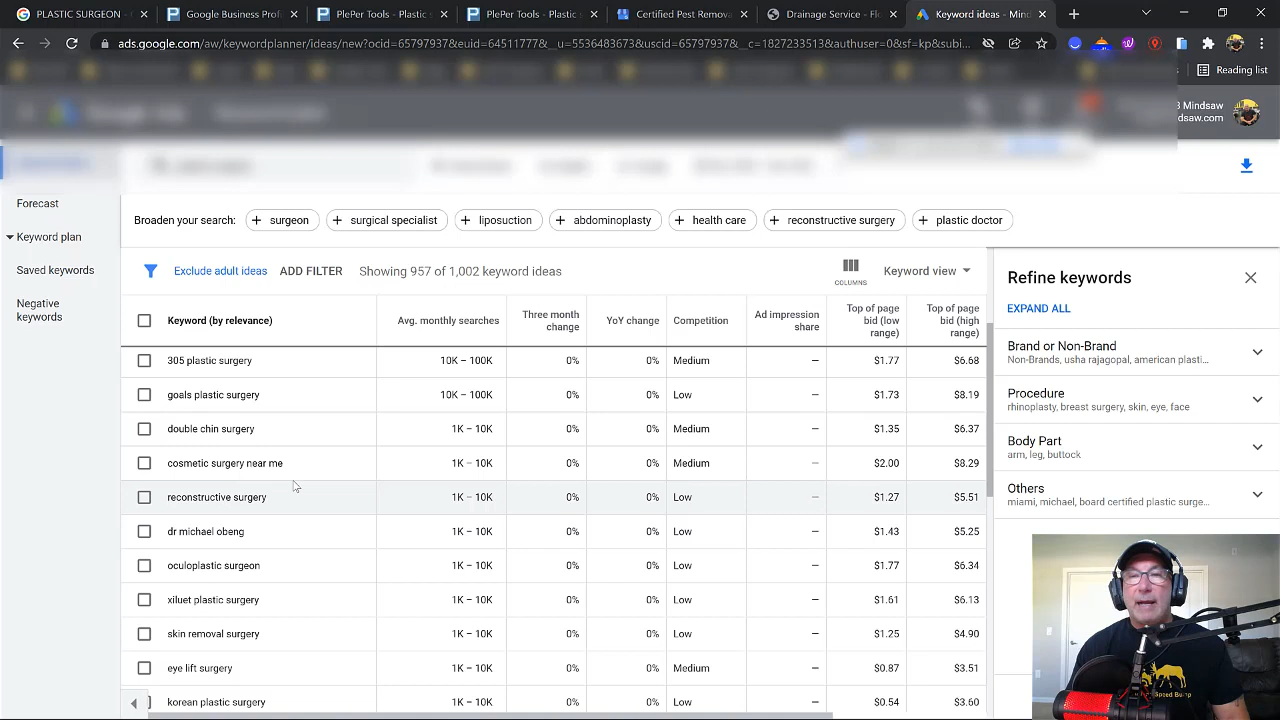 PLASTIC SURGEON - G
Google Business Prof
PlePer Tools - Plastic s
PlePer Tools - Plastic s
Certified Pest Remova
Drainage Service - Flo
Keyword ideas - Mind
ads.google.com/aw/keywordplanner/ideas/new?ocid=65797937&euid=64511777&__u=5536483673&uscid=65797937&__c=1827233513&authuser=0&sf=kp&subi...
Reading list
Mindsaw
Forecast
Keyword plan
Saved keywords
Negative
keywords
Broaden your search: + surgeon + surgical specialist + liposuction + abdominoplasty + health care + reconstructive surgery + plastic doctor
Exclude adult ideas ADD FILTER Showing 957 of 1,002 keyword ideas
COLUMNS
Keyword view
Keyword (by relevance) Avg. monthly searches Three month change YoY change Competition Ad impression share Top of page bid (low range) Top of page bid (high range)
305 plastic surgery 10K – 100K 0% 0% Medium – $1.77 $6.68
goals plastic surgery 10K – 100K 0% 0% Low – $1.73 $8.19
double chin surgery 1K – 10K 0% 0% Medium – $1.35 $6.37
cosmetic surgery near me 1K – 10K 0% 0% Medium – $2.00 $8.29
reconstructive surgery 1K – 10K 0% 0% Low – $1.27 $5.51
dr michael obeng 1K – 10K 0% 0% Low – $1.43 $5.25
oculoplastic surgeon 1K – 10K 0% 0% Low – $1.77 $6.34
xiluet plastic surgery 1K – 10K 0% 0% Low – $1.61 $6.13
skin removal surgery 1K – 10K 0% 0% Low – $1.25 $4.90
eye lift surgery 1K – 10K 0% 0% Medium – $0.87 $3.51
korean plastic surgery 1K – 10K 0% 0% Low – $0.54 $3.60
Refine keywords
EXPAND ALL
Brand or Non-Brand
Non-Brands, usha rajagopal, american plasti...
Procedure
rhinoplasty, breast surgery, skin, eye, face
Body Part
arm, leg, buttock
Others
miami, michael, board certified plastic surge...
Speed Bump